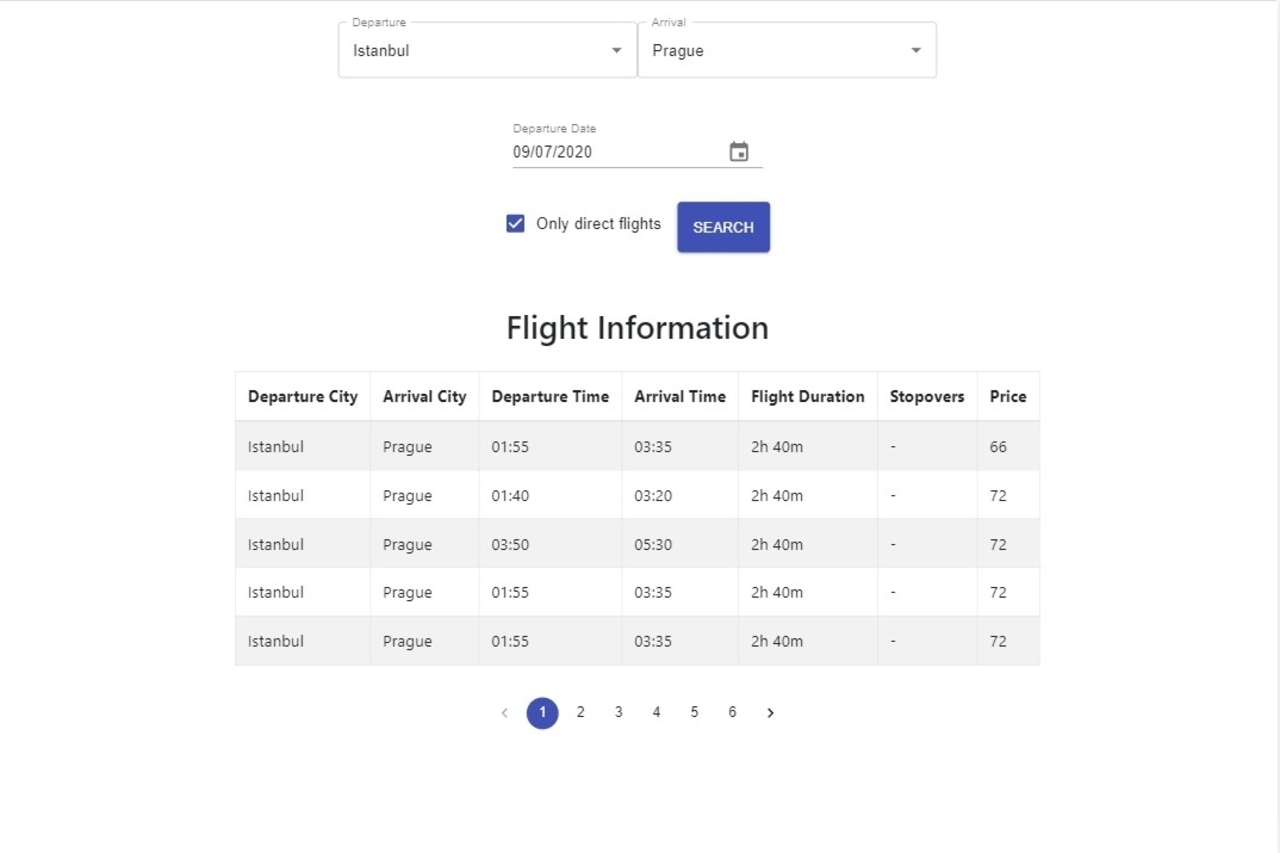 Departure Arrival
Istanbul Prague
Departure Date
09/07/2020
Only direct flights SEARCH
Flight Information
Departure City Arrival City Departure Time Arrival Time Flight Duration Stopovers Price
Istanbul Prague 01:55 03:35 2h 40m - 66
Istanbul Prague 01:40 03:20 2h 40m - 72
Istanbul Prague 03:50 05:30 2h 40m - 72
Istanbul Prague 01:55 03:35 2h 40m - 72
Istanbul Prague 01:55 03:35 2h 40m - 72
‹ 1 2 3 4 5 6 ›